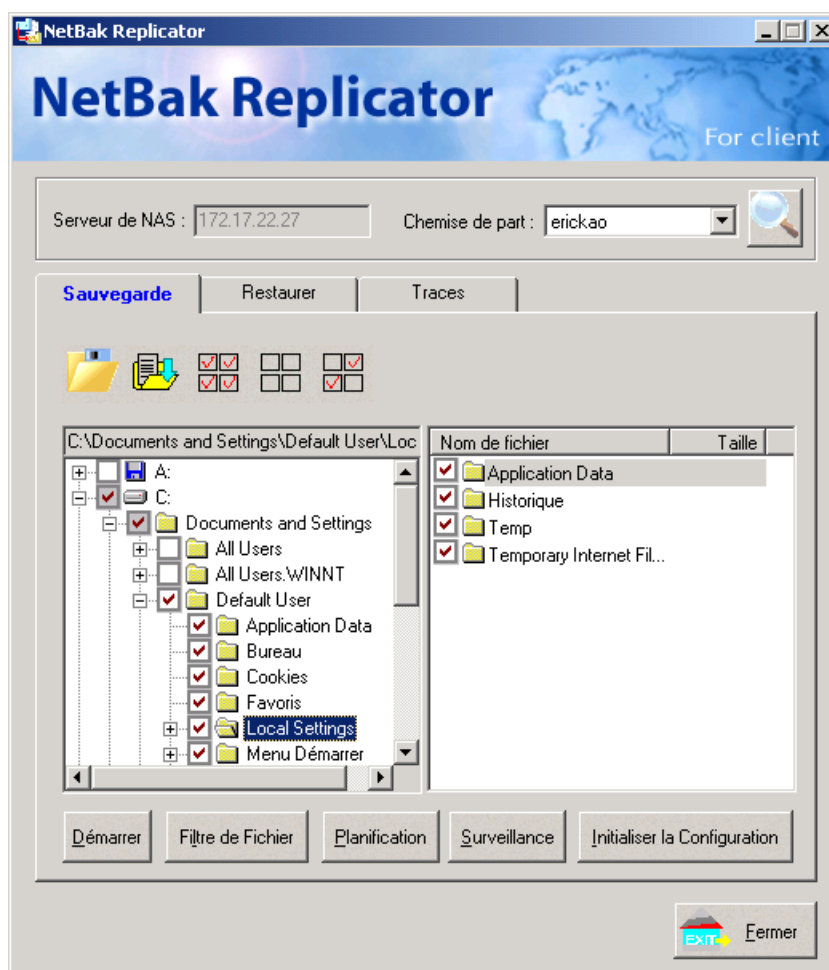 NetBak Replicator
NetBak Replicator
For client
Serveur de NAS : 172.17.22.27 Chemise de part : erickao
Sauvegarde Restaurer Traces
C:\Documents and Settings\Default User\Loc
A:
C:
Documents and Settings
All Users
All Users.WINNT
Default User
Application Data
Bureau
Cookies
Favoris
Local Settings
Menu Démarrer
Nom de fichier Taille
Application Data
Historique
Temp
Temporary Internet Fil...
Démarrer Filtre de Fichier Planification Surveillance Initialiser la Configuration
EXIT Fermer